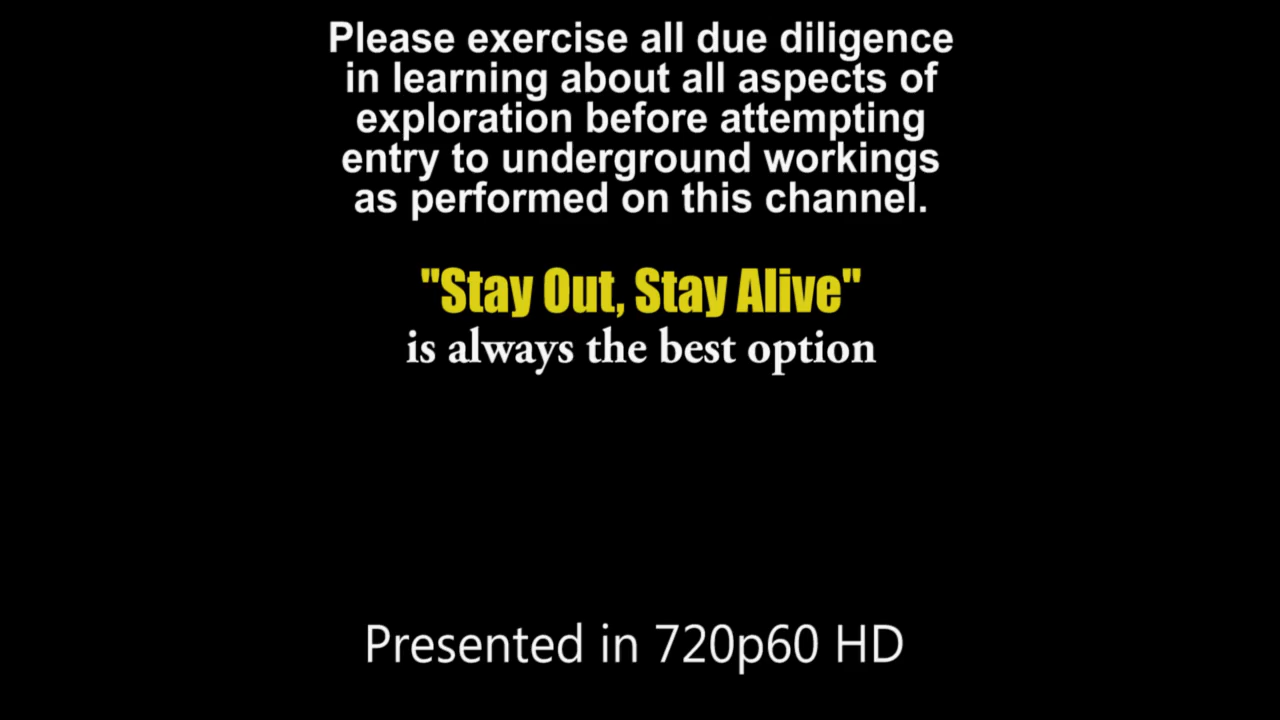 Please exercise all due diligence
in learning about all aspects of
exploration before attempting
entry to underground workings
as performed on this channel.
"Stay Out, Stay Alive"
is always the best option
Presented in 720p60 HD